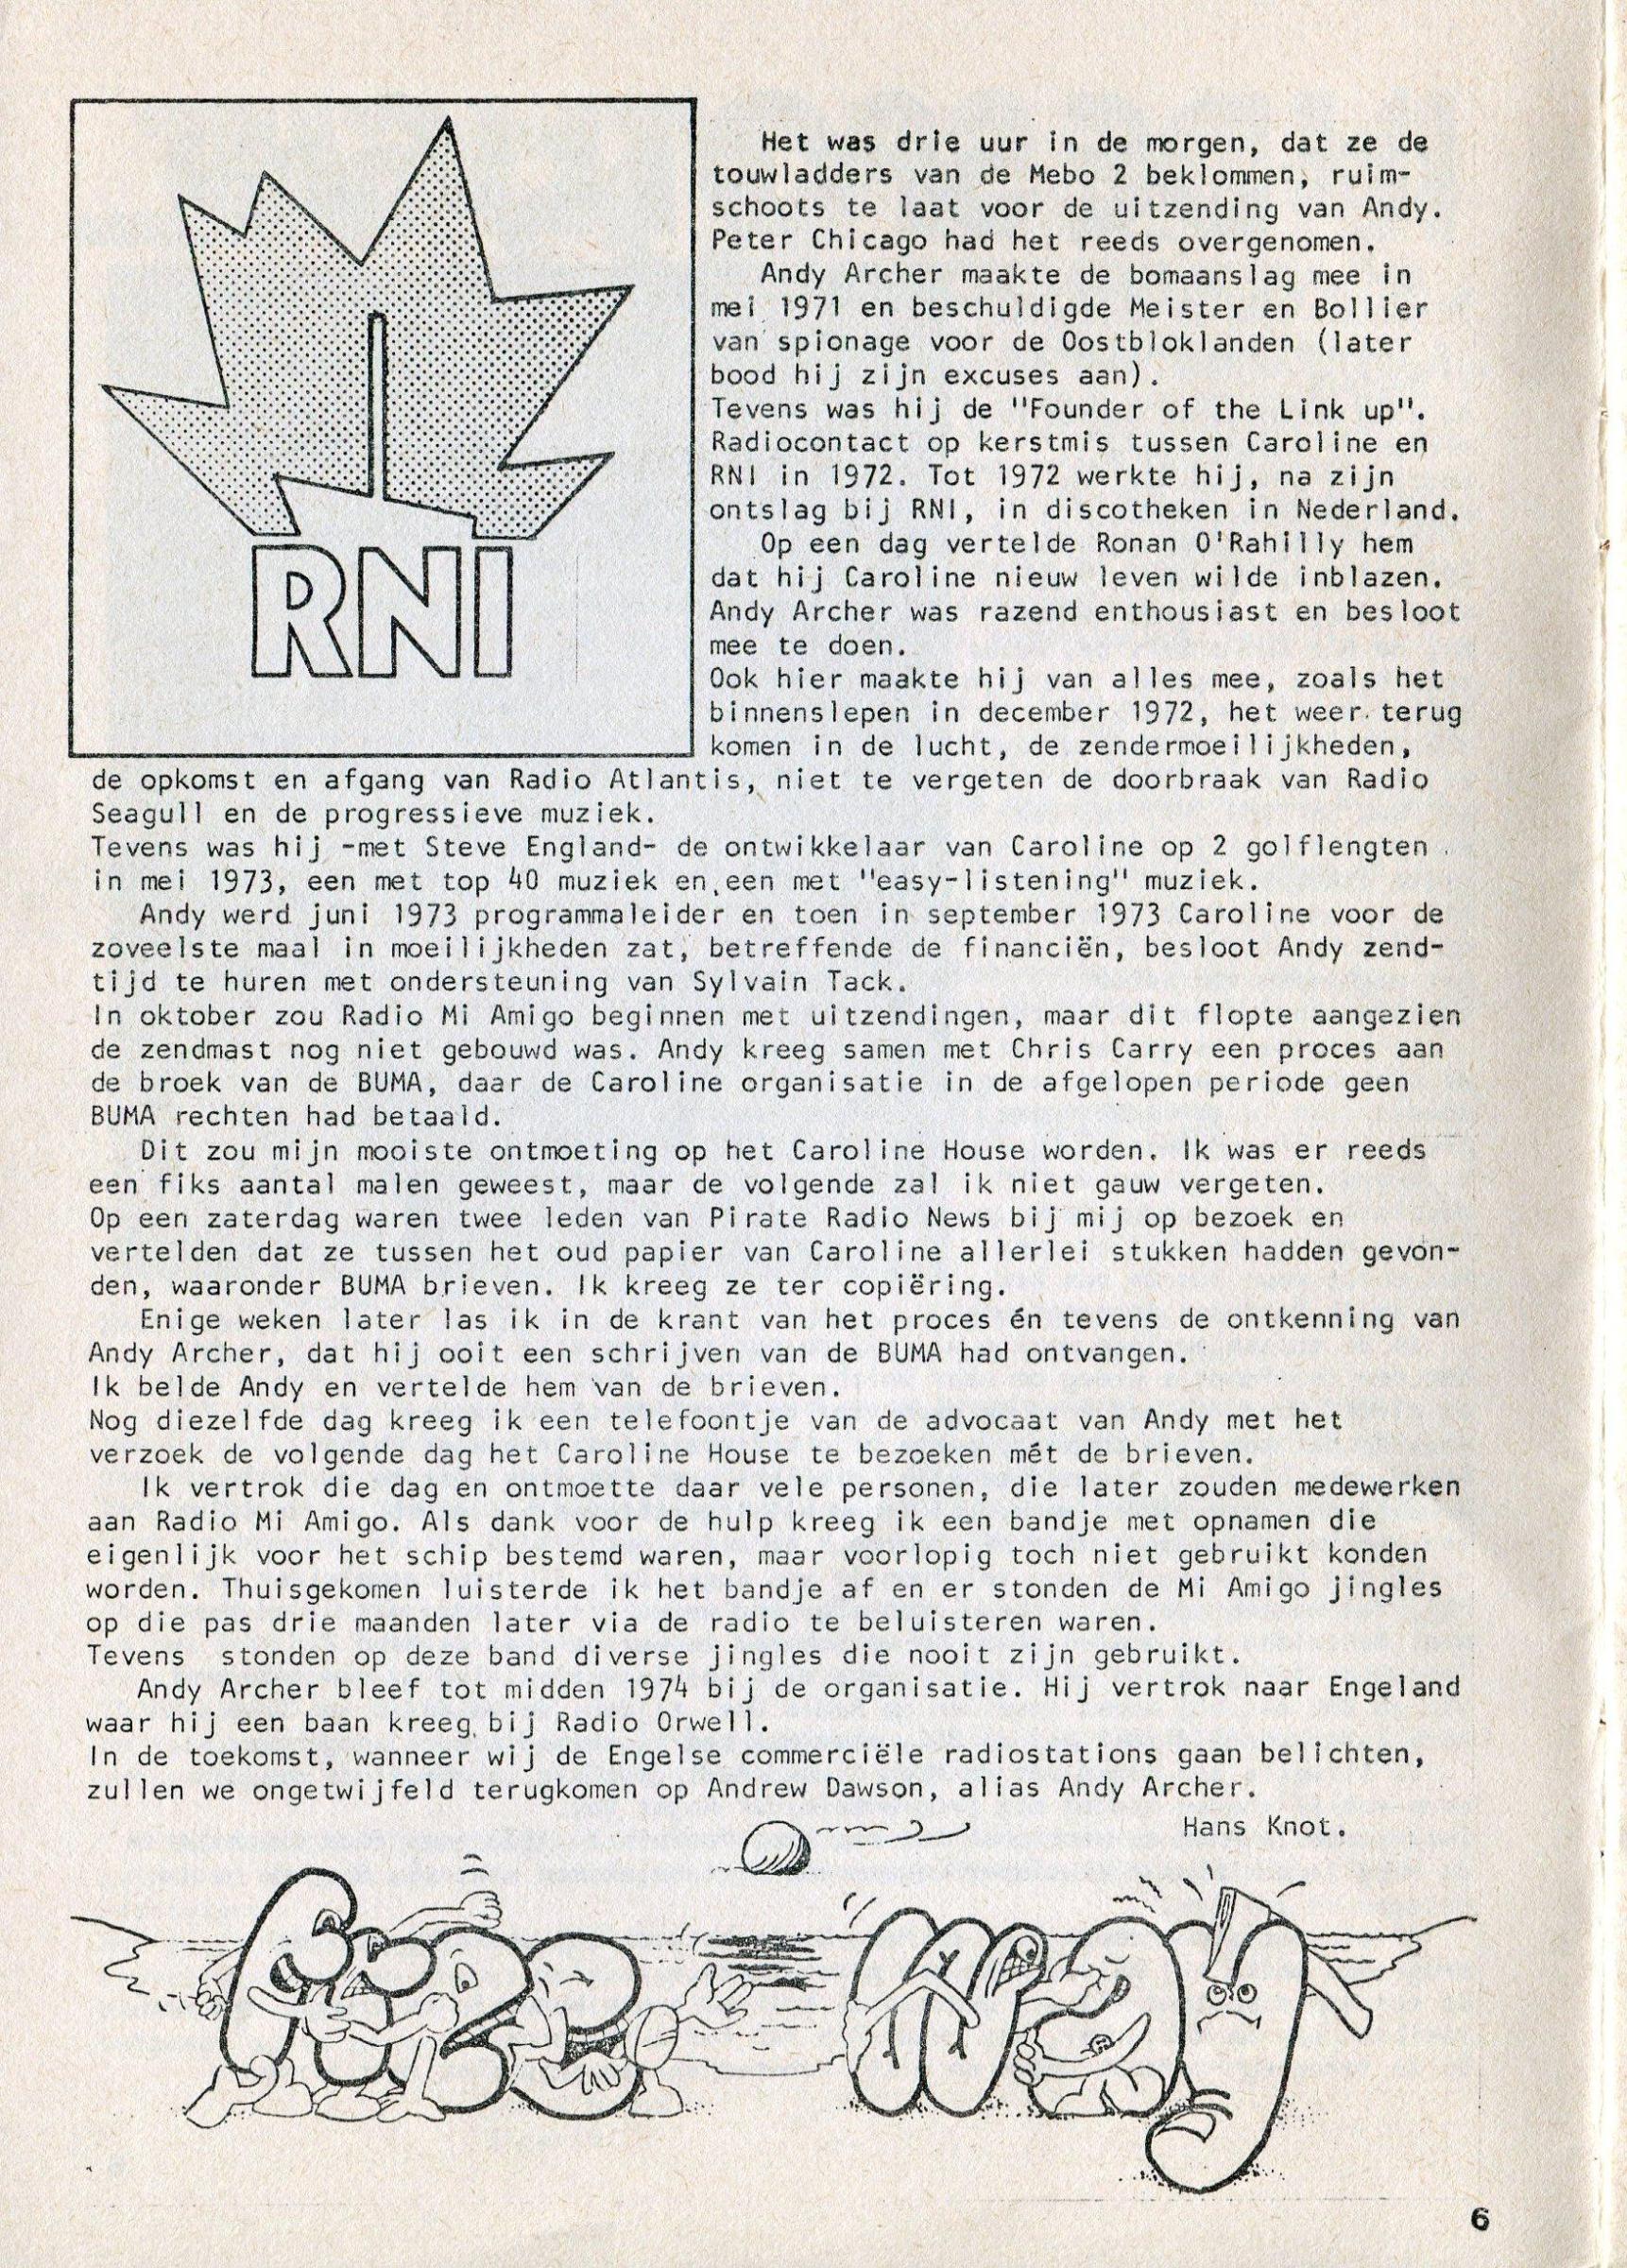 RNI
Het was drie uur in de morgen, dat ze de
touwladders van de Mebo 2 beklommen, ruim-
schoots te laat voor de uitzending van Andy.
Peter Chicago had het reeds overgenomen.
Andy Archer maakte de bomaanslag mee in
mei 1971 en beschuldigde Meister en Bollier
van spionage voor de Oostbloklanden (later
bood hij zijn excuses aan).
Tevens was hij de "Founder of the Link up".
Radiocontact op kerstmis tussen Caroline en
RNI in 1972. Tot 1972 werkte hij, na zijn
ontslag bij RNI, in discotheken in Nederland.
Op een dag vertelde Ronan O'Rahilly hem
dat hij Caroline nieuw leven wilde inblazen.
Andy Archer was razend enthousiast en besloot
mee te doen.
Ook hier maakte hij van alles mee, zoals het
binnenslepen in december 1972, het weer terug
komen in de lucht, de zendermoeilijkheden,
de opkomst en afgang van Radio Atlantis, niet te vergeten de doorbraak van Radio
Seagull en de progressieve muziek.
Tevens was hij -met Steve England- de ontwikkelaar van Caroline op 2 golflengten
in mei 1973, een met top 40 muziek en een met "easy-listening" muziek.
Andy werd juni 1973 programmaleider en toen in september 1973 Caroline voor de
zoveelste maal in moeilijkheden zat, betreffende de financiën, besloot Andy zend-
tijd te huren met ondersteuning van Sylvain Tack.
In oktober zou Radio Mi Amigo beginnen met uitzendingen, maar dit flopte aangezien
de zendmast nog niet gebouwd was. Andy kreeg samen met Chris Carry een proces aan
de broek van de BUMA, daar de Caroline organisatie in de afgelopen periode geen
BUMA rechten had betaald.
Dit zou mijn mooiste ontmoeting op het Caroline House worden. Ik was er reeds
een fiks aantal malen geweest, maar de volgende zal ik niet gauw vergeten.
Op een zaterdag waren twee leden van Pirate Radio News bij mij op bezoek en
vertelden dat ze tussen het oud papier van Caroline allerlei stukken hadden gevon-
den, waaronder BUMA brieven. Ik kreeg ze ter copiëring.
Enige weken later las ik in de krant van het proces én tevens de ontkenning van
Andy Archer, dat hij ooit een schrijven van de BUMA had ontvangen.
Ik belde Andy en vertelde hem van de brieven.
Nog diezelfde dag kreeg ik een telefoontje van de advocaat van Andy met het
verzoek de volgende dag het Caroline House te bezoeken mét de brieven.
Ik vertrok die dag en ontmoette daar vele personen, die later zouden medewerken
aan Radio Mi Amigo. Als dank voor de hulp kreeg ik een bandje met opnamen die
eigenlijk voor het schip bestemd waren, maar voorlopig toch niet gebruikt konden
worden. Thuisgekomen luisterde ik het bandje af en er stonden de Mi Amigo jingles
op die pas drie maanden later via de radio te beluisteren waren.
Tevens stonden op deze band diverse jingles die nooit zijn gebruikt.
Andy Archer bleef tot midden 1974 bij de organisatie. Hij vertrok naar Engeland
waar hij een baan kreeg bij Radio Orwell.
In de toekomst, wanneer wij de Engelse commerciële radiostations gaan belichten,
zullen we ongetwijfeld terugkomen op Andrew Dawson, alias Andy Archer.
Hans Knot.
6